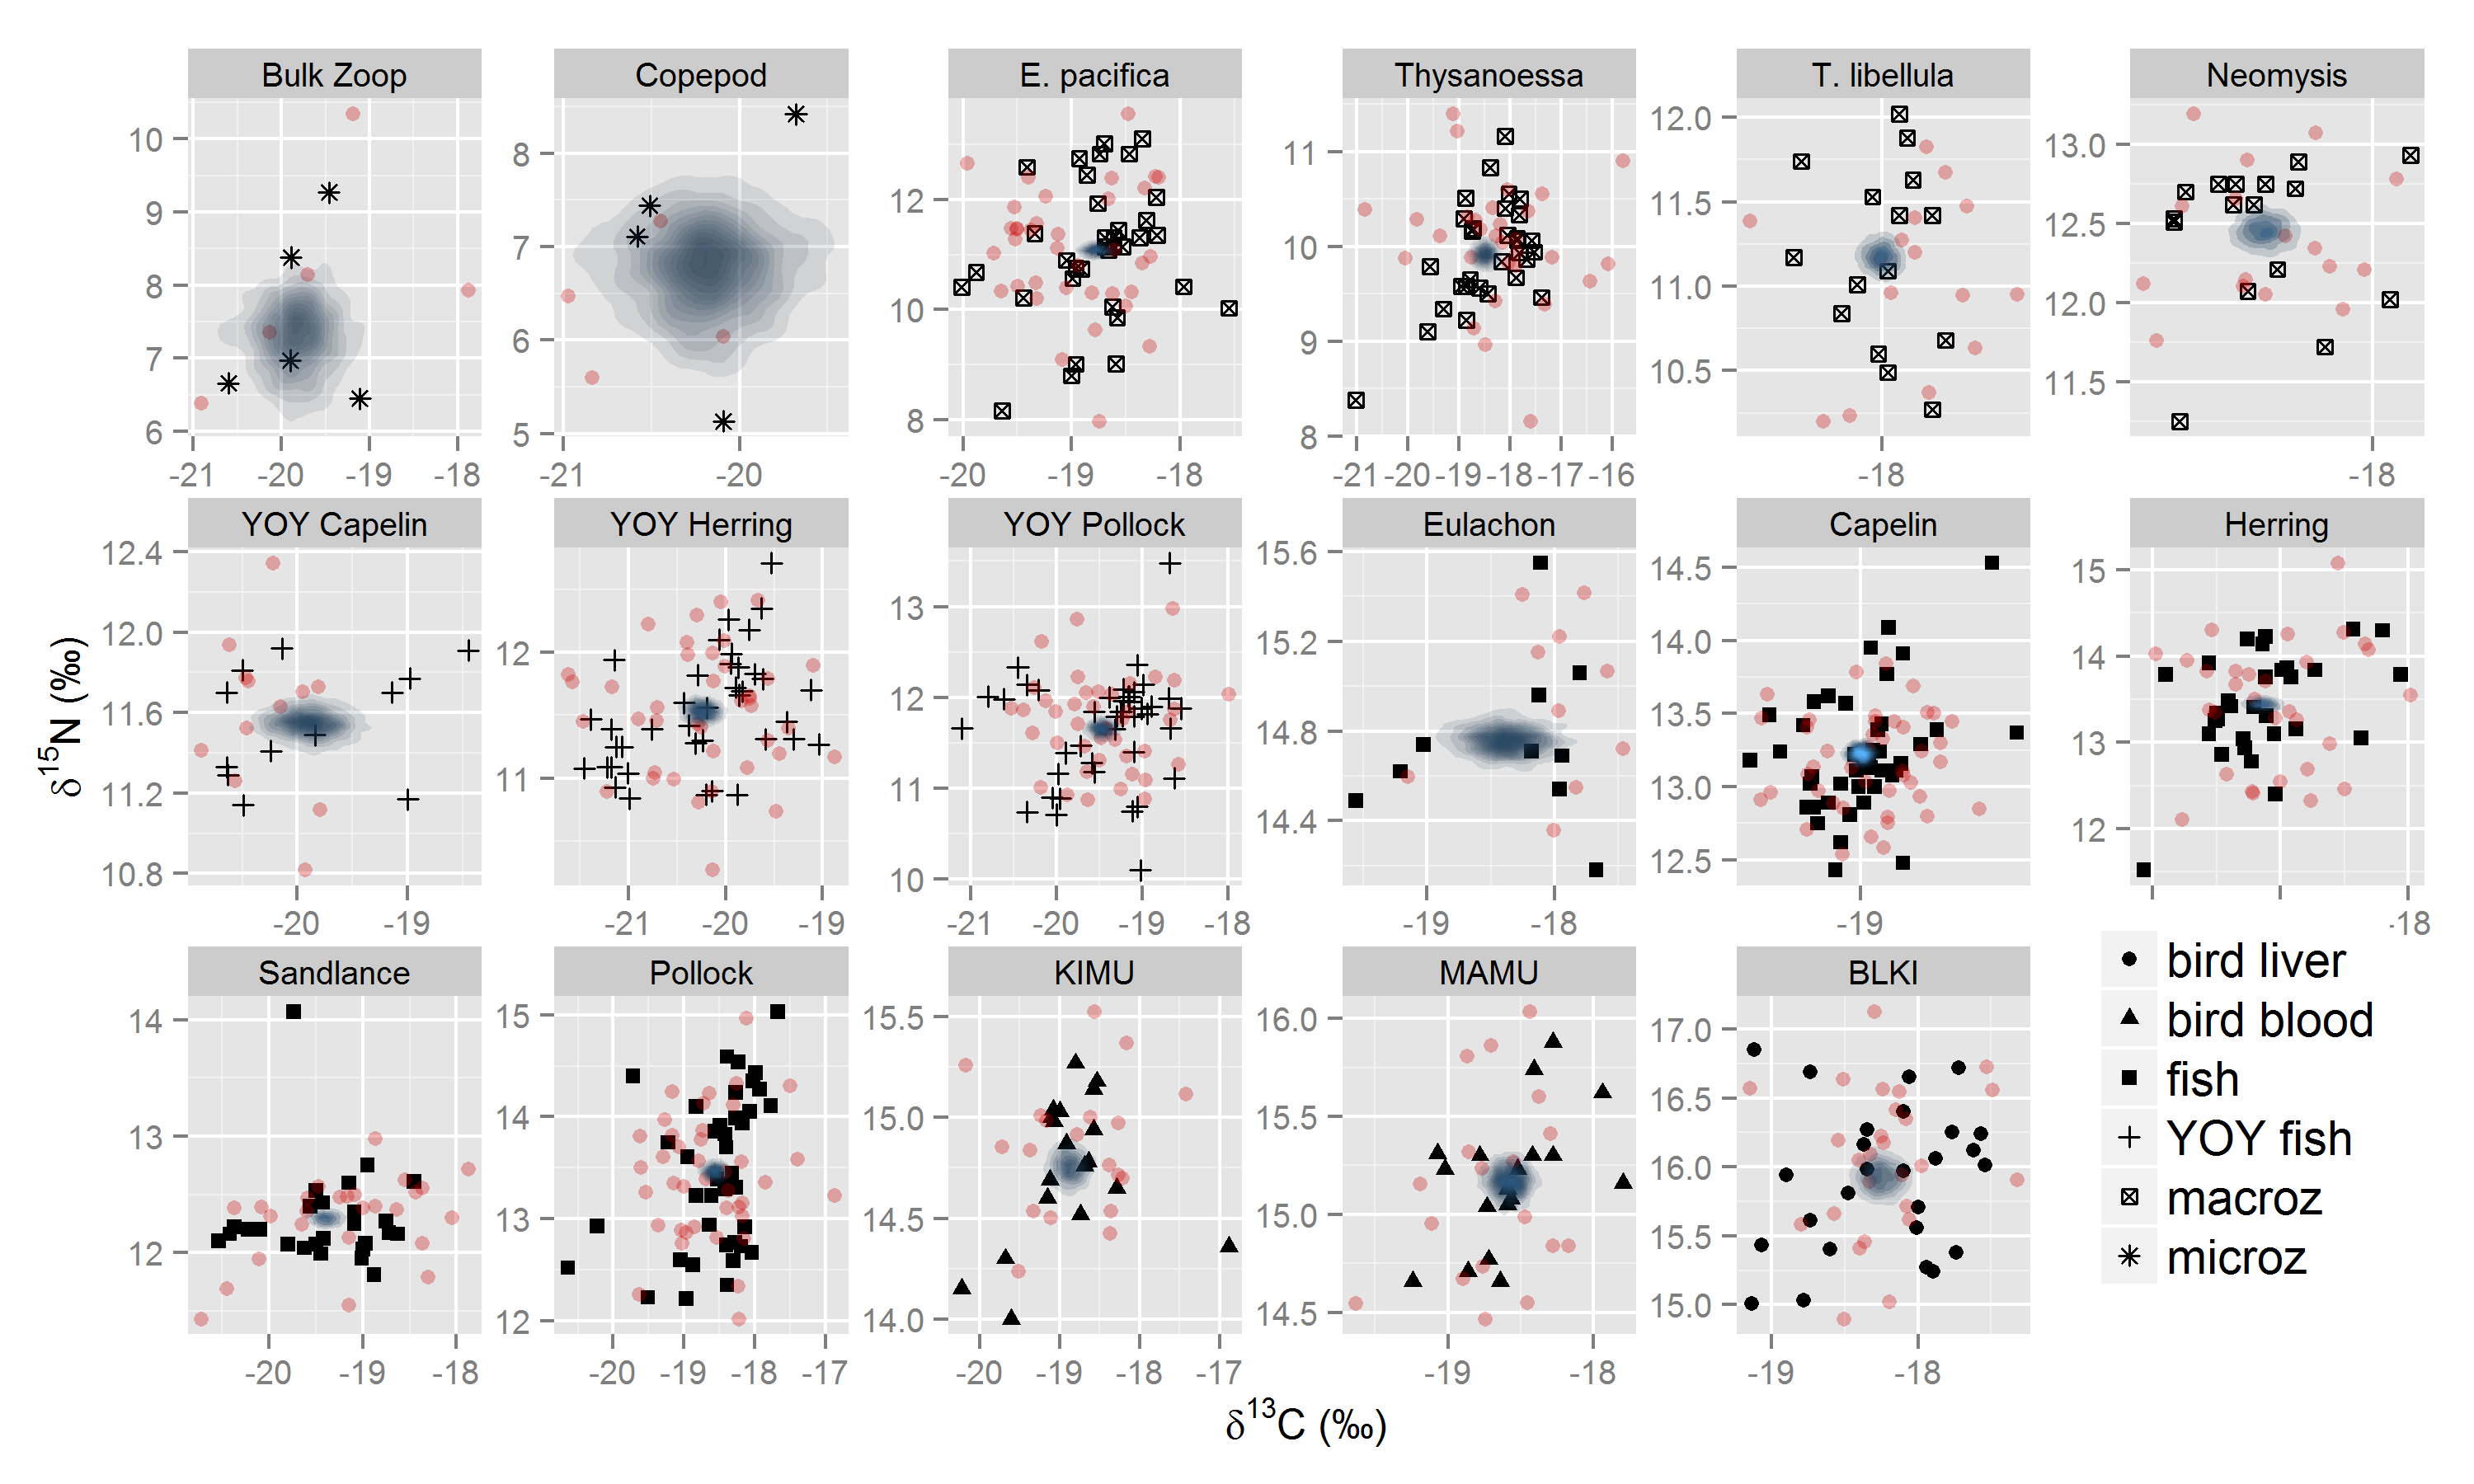 Bulk Zoop Copepod E. pacifica Thysanoessa T. libellula Neomysis
10 9 8 7 6
8 7 6 5
12 10 8
11 10 9 8
12.0 11.5 11.0 10.5
13.0 12.5 12.0 11.5
-21 -20 -19 -18 -21 -20 -20 -19 -18 -21 -20 -19 -18 -17 -16 -18 -18
YOY Capelin YOY Herring YOY Pollock Eulachon Capelin Herring
12.4 12.0 11.6 11.2 10.8
12 11
13 12 11 10
15.6 15.2 14.8 14.4
14.5 14.0 13.5 13.0 12.5
15 14 13 12
-20 -19 -21 -20 -19 -21 -20 -19 -18 -19 -18 -19 -18
Sandlance Pollock KIMU MAMU BLKI
14 13 12
15 14 13 12
15.5 15.0 14.5 14.0
16.0 15.5 15.0 14.5
17.0 16.5 16.0 15.5 15.0
-20 -19 -18 -20 -19 -18 -17 -20 -19 -18 -17 -19 -18 -19 -18
δ15N (‰)
δ13C (‰)
bird liver
bird blood
fish
YOY fish
macroz
microz